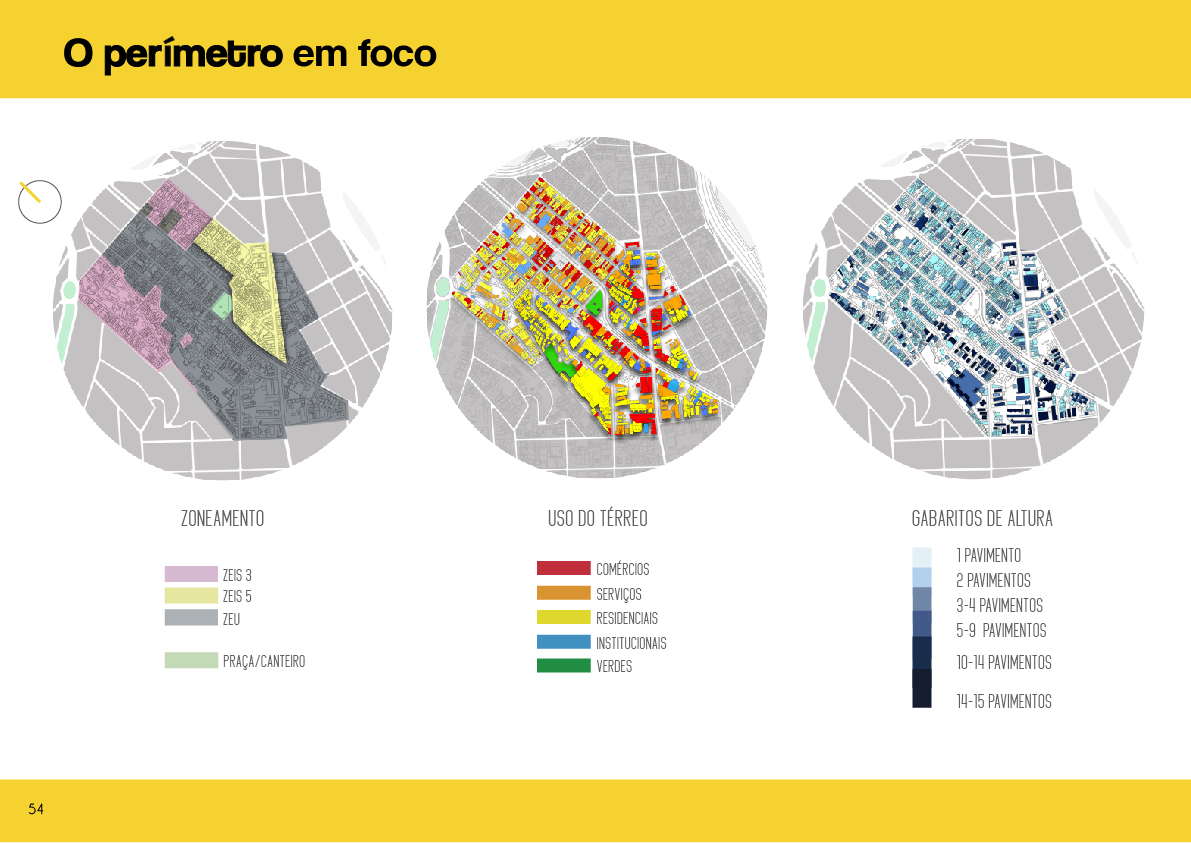 O perímetro em foco
ZONEAMENTO
ZEIS 3
ZEIS 5
ZEU
PRAÇA/CANTEIRO
USO DO TÉRREO
COMÉRCIOS
SERVIÇOS
RESIDENCIAIS
INSTITUCIONAIS
VERDES
GABARITOS DE ALTURA
1 PAVIMENTO
2 PAVIMENTOS
3-4 PAVIMENTOS
5-9 PAVIMENTOS
10-14 PAVIMENTOS
14-15 PAVIMENTOS
54